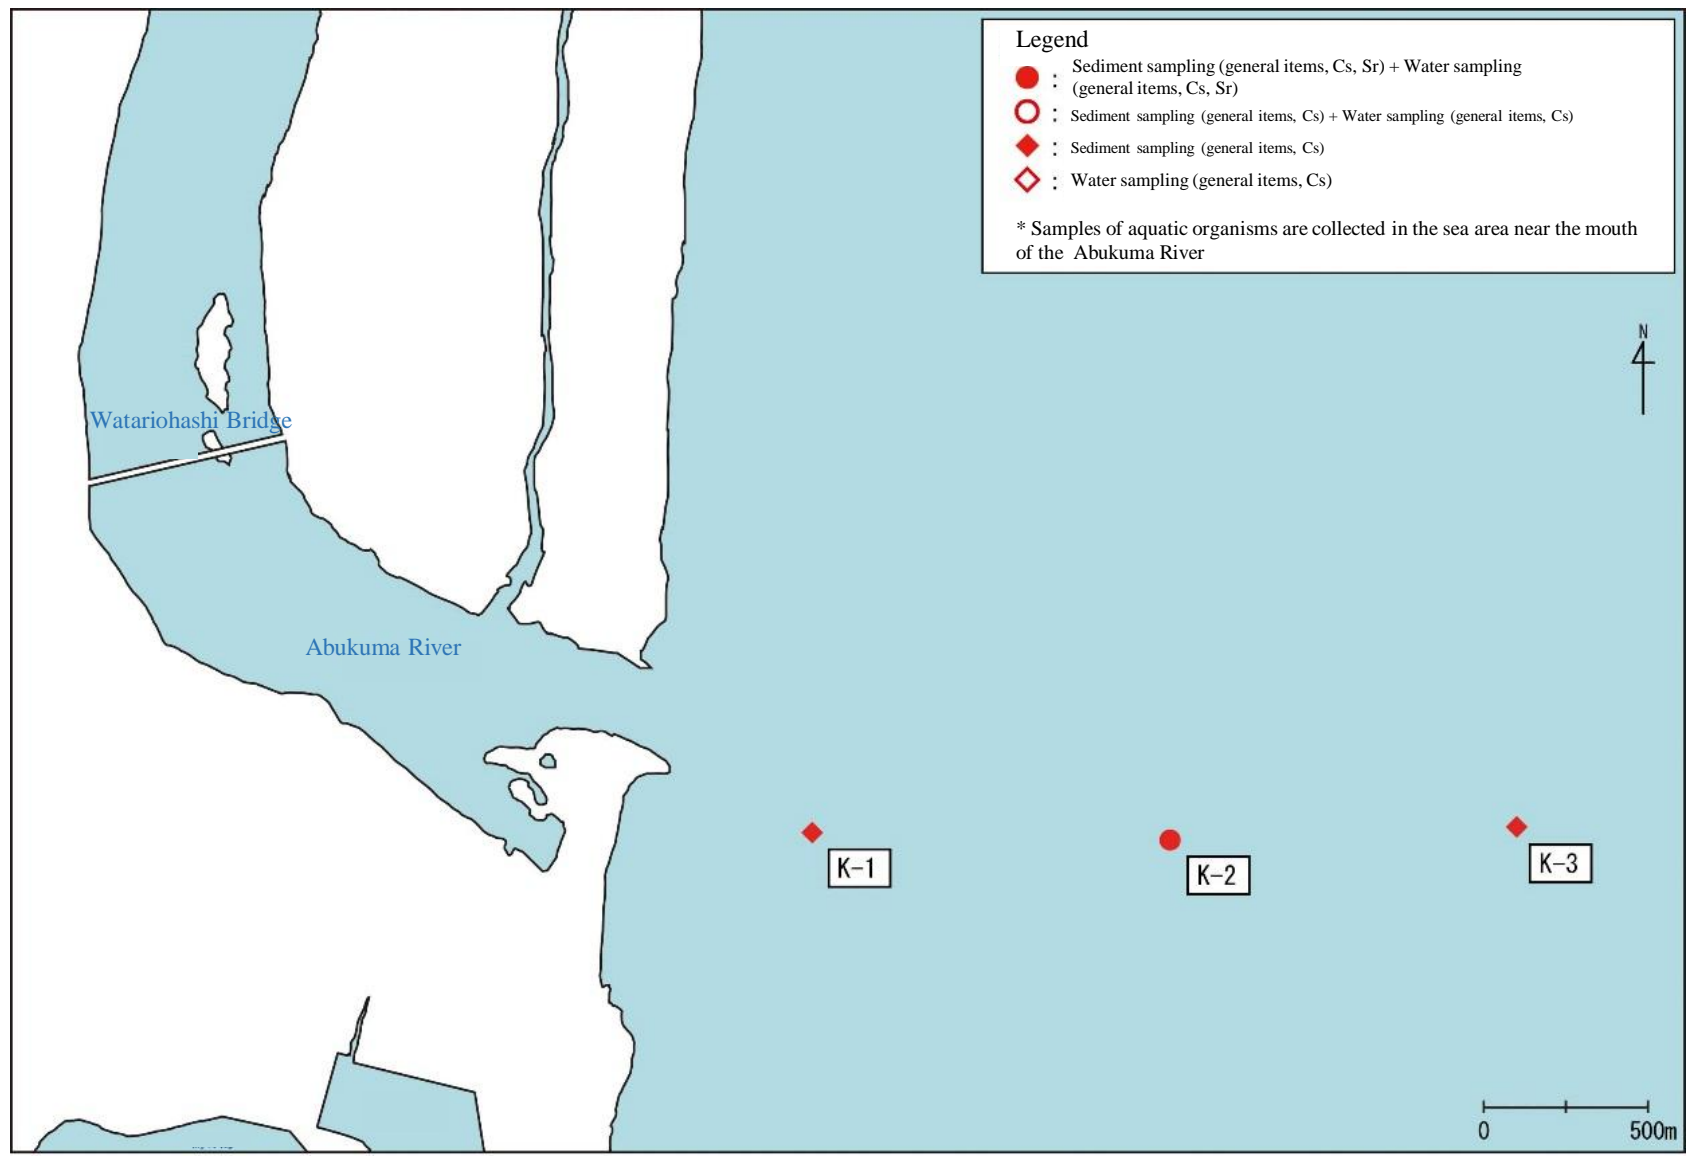 Legend
: Sediment sampling (general items, Cs, Sr) + Water sampling
(general items, Cs, Sr)
: Sediment sampling (general items, Cs) + Water sampling (general items, Cs)
: Sediment sampling (general items, Cs)
: Water sampling (general items, Cs)
* Samples of aquatic organisms are collected in the sea area near the mouth
of the Abukuma River
N
Watariohashi Bridge
Abukuma River
K-1
K-2
K-3
0 500m